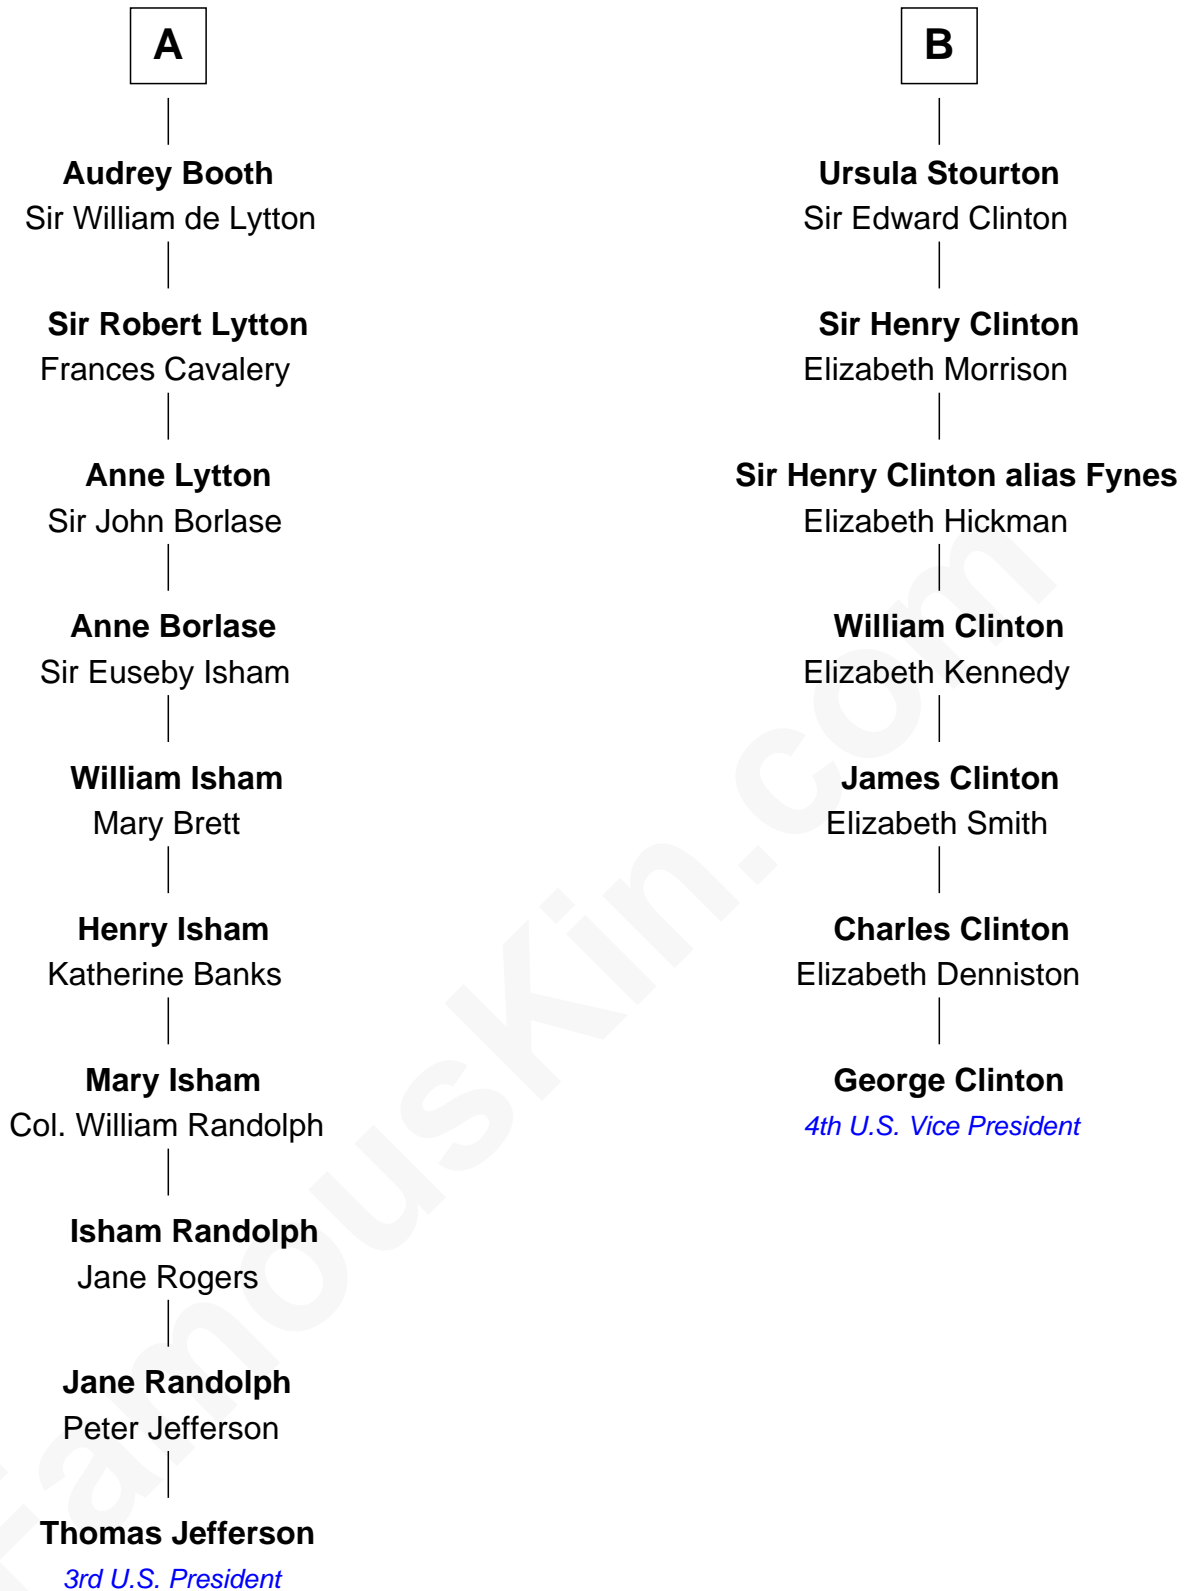 A
Audrey Booth
Sir William de Lytton
Sir Robert Lytton
Frances Cavalery
Anne Lytton
Sir John Borlase
Anne Borlase
Sir Euseby Isham
William Isham
Mary Brett
Henry Isham
Katherine Banks
Mary Isham
Col. William Randolph
Isham Randolph
Jane Rogers
Jane Randolph
Peter Jefferson
Thomas Jefferson
3rd U.S. President
B
Ursula Stourton
Sir Edward Clinton
Sir Henry Clinton
Elizabeth Morrison
Sir Henry Clinton alias Fynes
Elizabeth Hickman
William Clinton
Elizabeth Kennedy
James Clinton
Elizabeth Smith
Charles Clinton
Elizabeth Denniston
George Clinton
4th U.S. Vice President
FamousKin.com